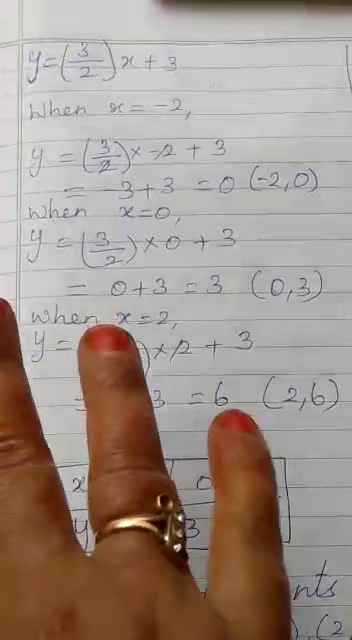 y = (3/2) x + 3
When x = -2,
y = (3/2) × -2 + 3
= -3 + 3 = 0 (-2,0)
when x=0,
y = (3/2) × 0 + 3
= 0+3 = 3 (0,3)
when x=2,
y = ) × 2 + 3
= 3 = 6 (2,6)
x 0
y 3
nts
, (2